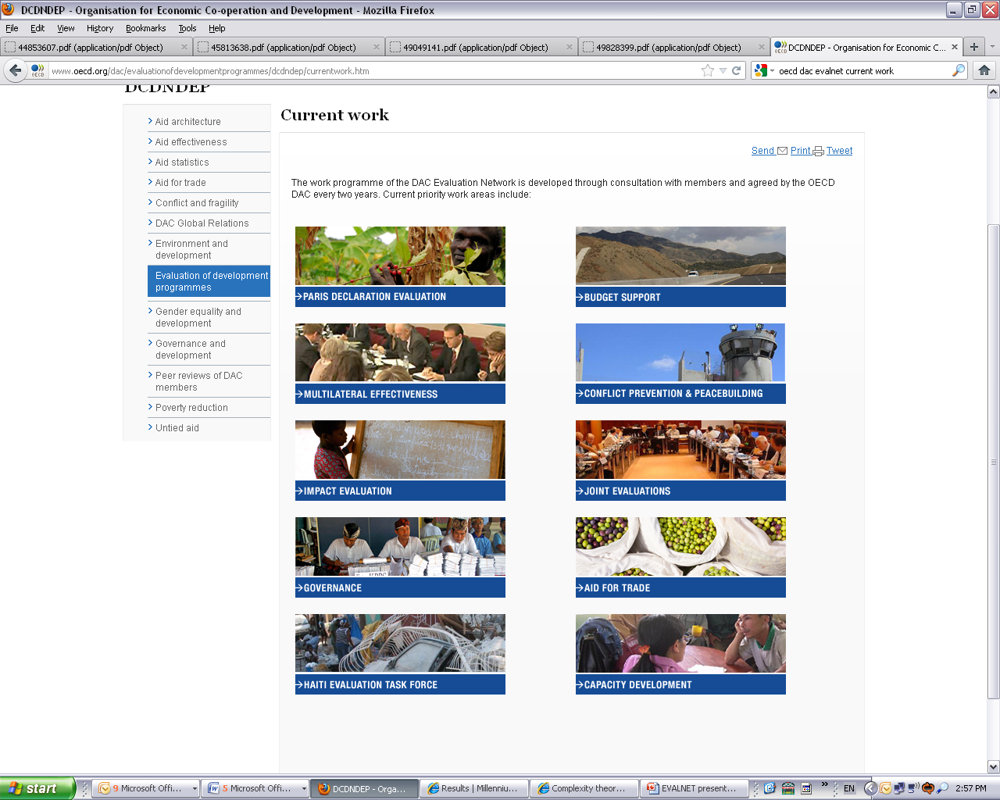 DCDNDEP - Organisation for Economic Co-operation and Development - Mozilla Firefox
File Edit View History Bookmarks Tools Help
44853607.pdf (application/pdf Object)
45813638.pdf (application/pdf Object)
49049141.pdf (application/pdf Object)
49828399.pdf (application/pdf Object)
DCDNDEP - Organisation for Economic C...
www.oecd.org/dac/evaluationofdevelopmentprogrammes/dcdndep/currentwork.htm
oecd dac evalnet current work
DCDNDEP
Aid architecture
Aid effectiveness
Aid statistics
Aid for trade
Conflict and fragility
DAC Global Relations
Environment and
development
Evaluation of development
programmes
Gender equality and
development
Governance and
development
Peer reviews of DAC
members
Poverty reduction
Untied aid
Current work
Send Print Tweet
The work programme of the DAC Evaluation Network is developed through consultation with members and agreed by the OECD
DAC every two years. Current priority work areas include:
PARIS DECLARATION EVALUATION
BUDGET SUPPORT
MULTILATERAL EFFECTIVENESS
CONFLICT PREVENTION & PEACEBUILDING
IMPACT EVALUATION
JOINT EVALUATIONS
GOVERNANCE
AID FOR TRADE
HAITI EVALUATION TASK FORCE
CAPACITY DEVELOPMENT
start
9 Microsoft Offi...
5 Microsoft Offi...
DCDNDEP - Orga...
Results | Millenniu...
Complexity theor...
EVALNET present...
EN
2:57 PM